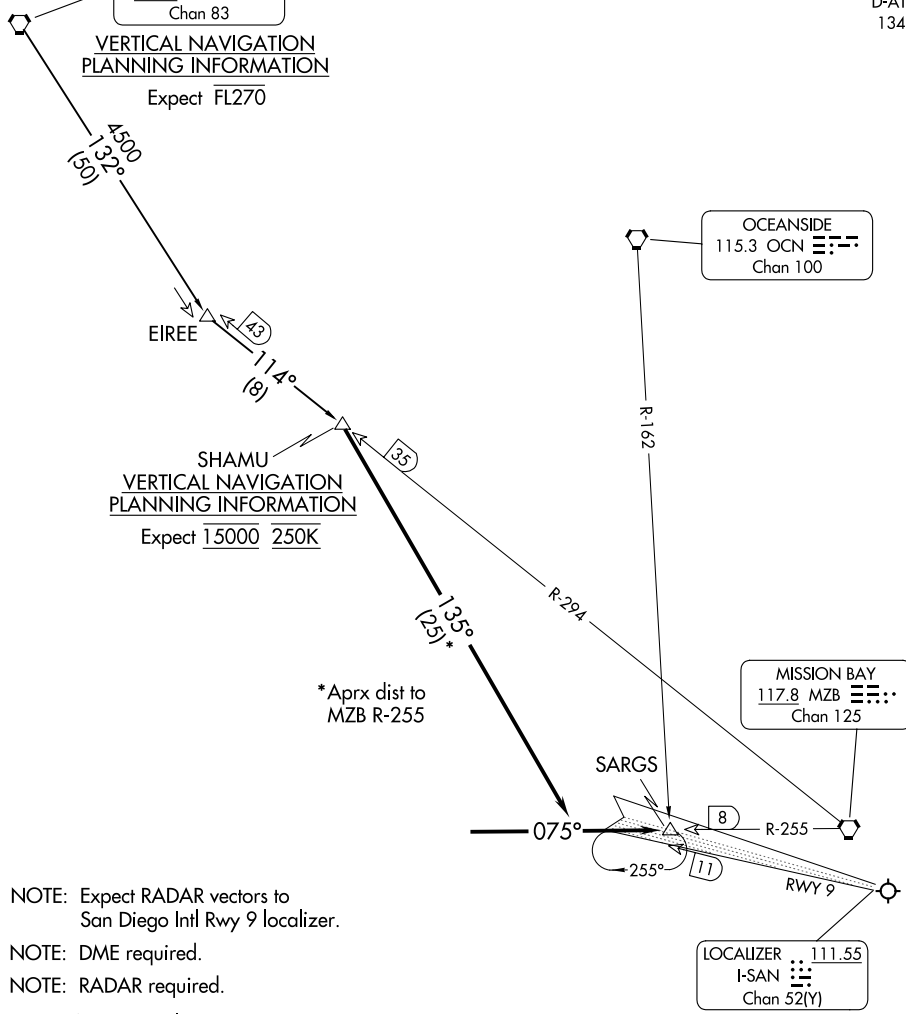 Chan 83
VERTICAL NAVIGATION
PLANNING INFORMATION
Expect FL270
134
4500
132°
(50)
OCEANSIDE
115.3 OCN
Chan 100
EIREE
43
114°
(8)
R-162
SHAMU
35
VERTICAL NAVIGATION
PLANNING INFORMATION
Expect 15000 250K
R-294
135°
(25)*
*Aprx dist to
MZB R-255
MISSION BAY
117.8 MZB
Chan 125
SARGS
075°
8
R-255
255°
11
RWY 9
NOTE: Expect RADAR vectors to
San Diego Intl Rwy 9 localizer.
NOTE: DME required.
NOTE: RADAR required.
LOCALIZER 111.55
I-SAN
Chan 52(Y)